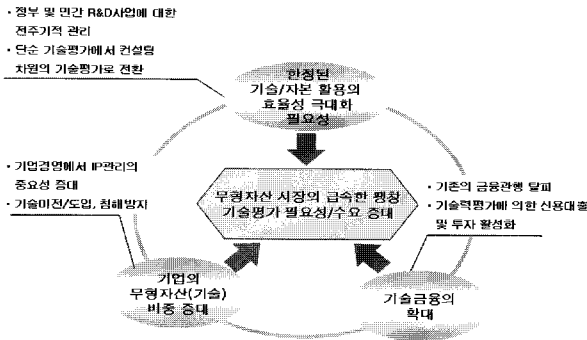 · 정부 및 민간 R&D사업에 대한
전주기적 관리
· 단순 기술평가에서 컨설팅
차원의 기술평가로 전환
한정된
기술/자본 활용의
효율성 극대화
필요성
· 기업경영에서 IP관리의
중요성 증대
· 기술이전/도입, 침해방지
무형자산 시장의 급속한 팽창
기술평가 필요성/수요 증대
· 기존의 금융관행 탈피
· 기술력평가에 의한 신용대출
및 투자 활성화
기업의
무형자산(기술)
비중 증대
기술금융의
확대